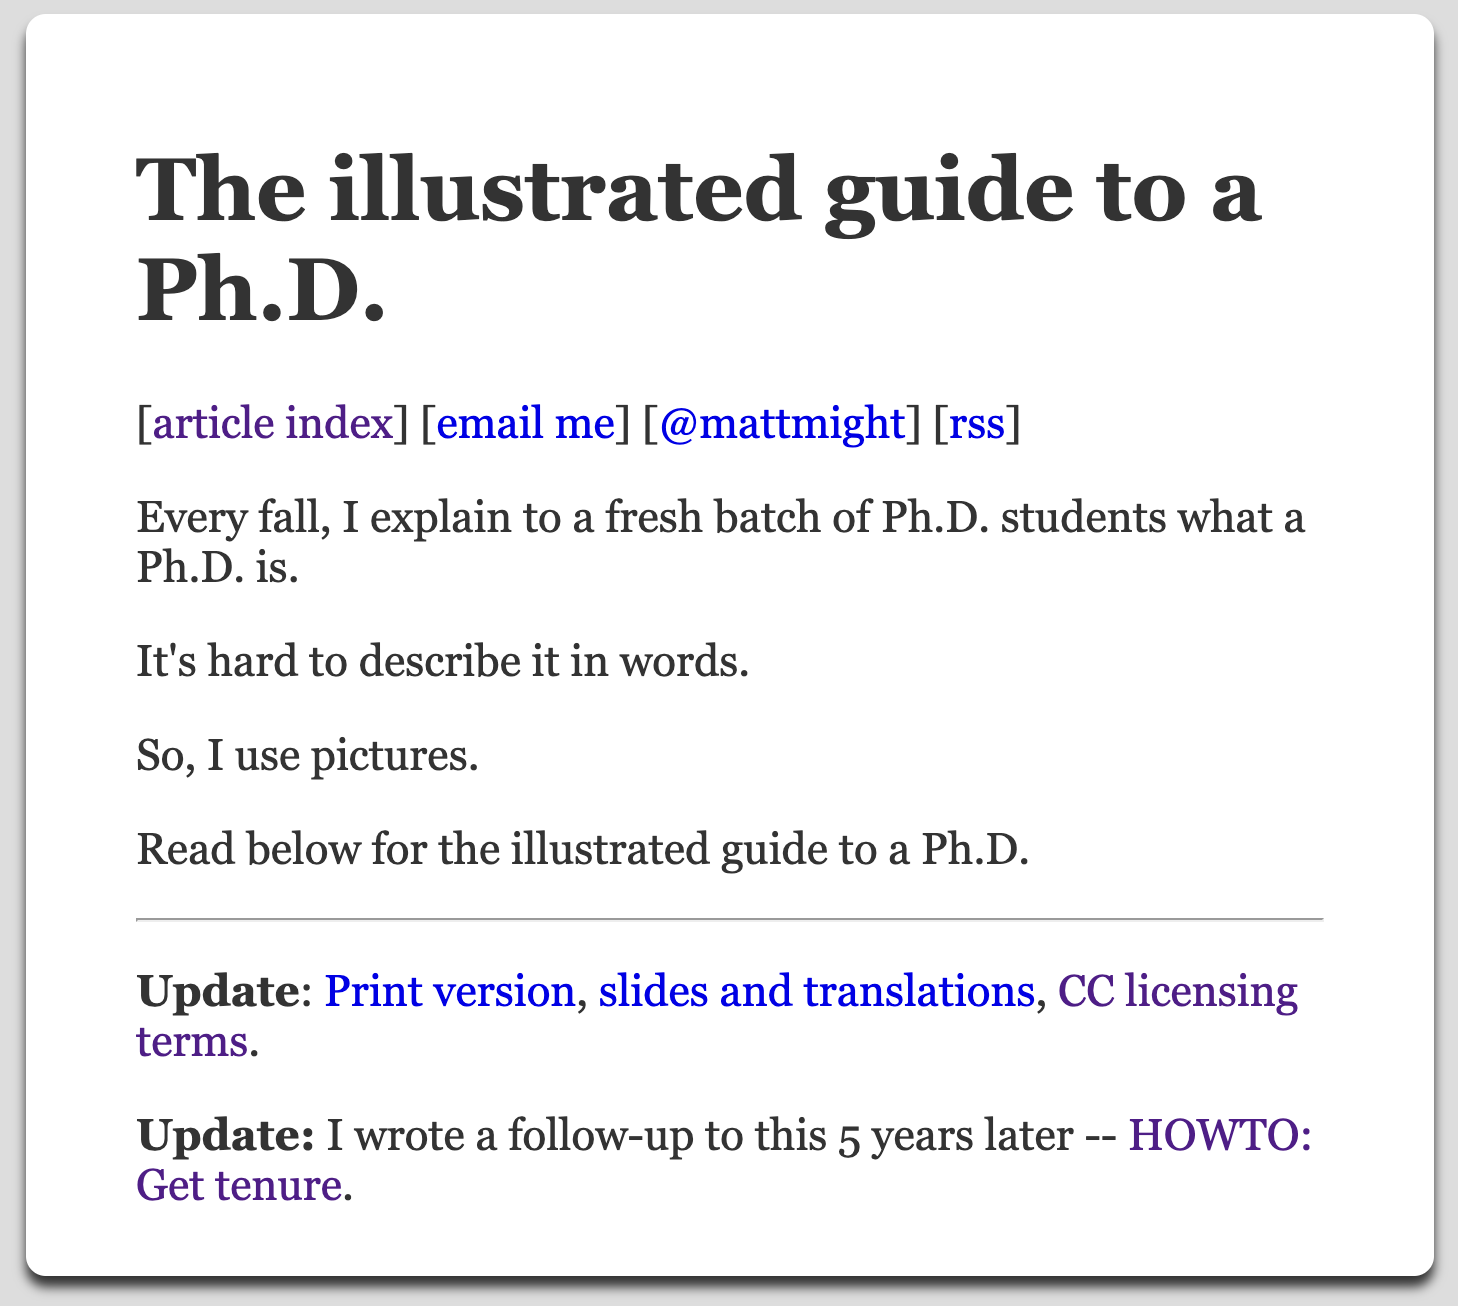 The illustrated guide to a
Ph.D.
[article index] [email me] [@mattmight] [rss]
Every fall, I explain to a fresh batch of Ph.D. students what a
Ph.D. is.
It's hard to describe it in words.
So, I use pictures.
Read below for the illustrated guide to a Ph.D.
Update: Print version, slides and translations, CC licensing
terms.
Update: I wrote a follow-up to this 5 years later -- HOWTO:
Get tenure.